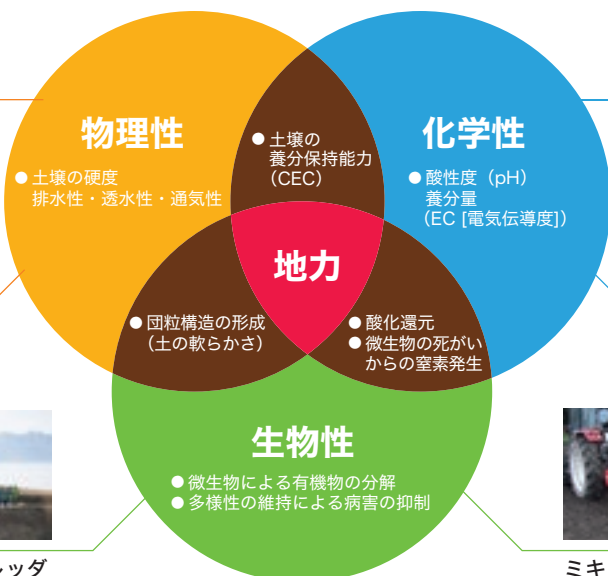 物理性
● 土壌の硬度
排水性・透水性・通気性
● 土壌の
養分保持能力
（CEC）
化学性
● 酸性度（pH）
養分量
（EC [電気伝導度]）
地力
● 団粒構造の形成
（土の軟らかさ）
● 酸化還元
● 微生物の死がい
からの窒素発生
生物性
● 微生物による有機物の分解
● 多様性の維持による病害の抑制
ッダ
ミキ